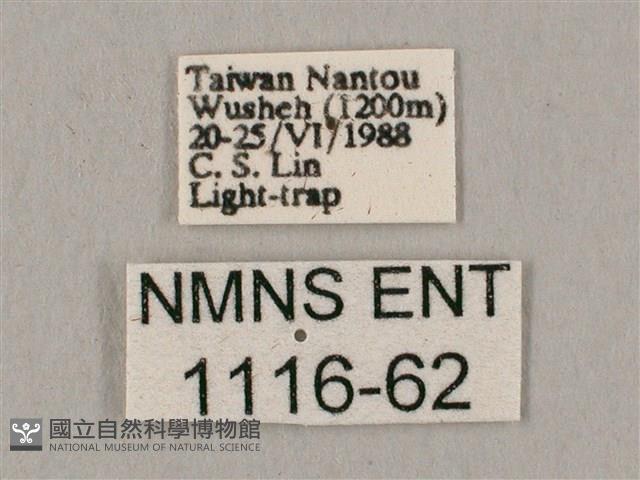 Taiwan Nantou
Wusheh (1200m)
20-25/VI/1988
C. S. Lin
Light-trap
NMNS ENT
1116-62
國立自然科學博物館
NATIONAL MUSEUM OF NATURAL SCIENCE